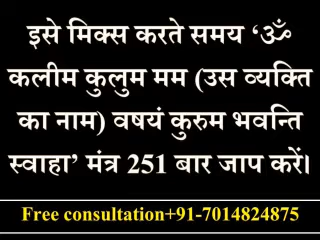 इसे मिक्स करते समय ‘ॐ
कलीम कुलुम मम (उस व्यक्ति
का नाम) वषयं कुरुम भवन्ति
स्वाहा’ मंत्र 251 बार जाप करें।
Free consultation+91-7014824875